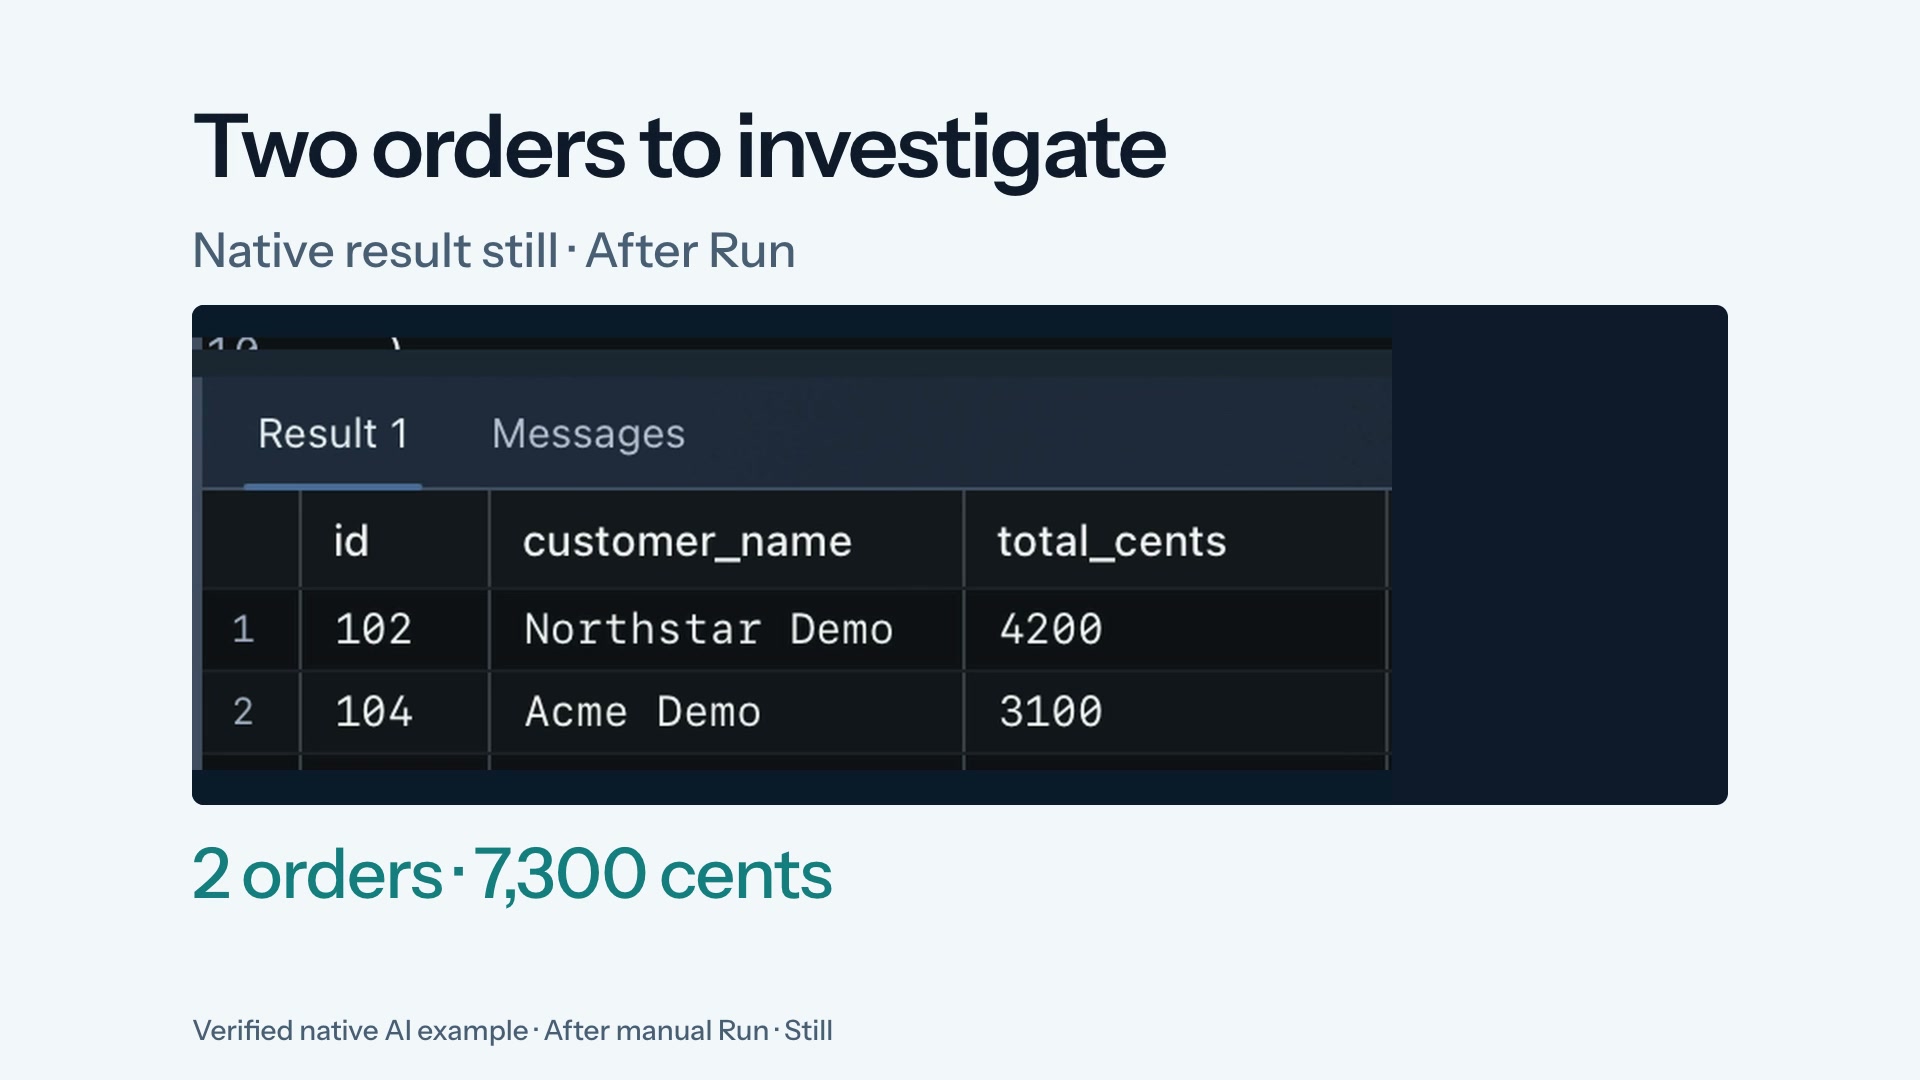 Two orders to investigate
Native result still · After Run
10 )
Result 1 Messages
id customer_name total_cents
1 102 Northstar Demo 4200
2 104 Acme Demo 3100
2 orders · 7,300 cents
Verified native AI example · After manual Run · Still